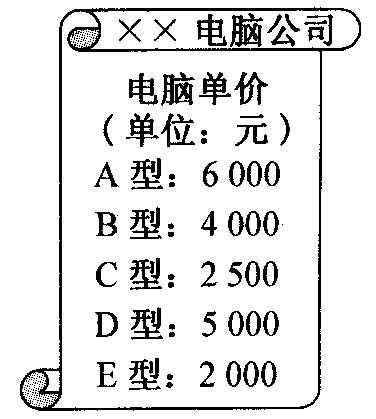 ×× 电脑公司
电脑单价
（单位：元）
A 型：6 000
B 型：4 000
C 型：2 500
D 型：5 000
E 型：2 000